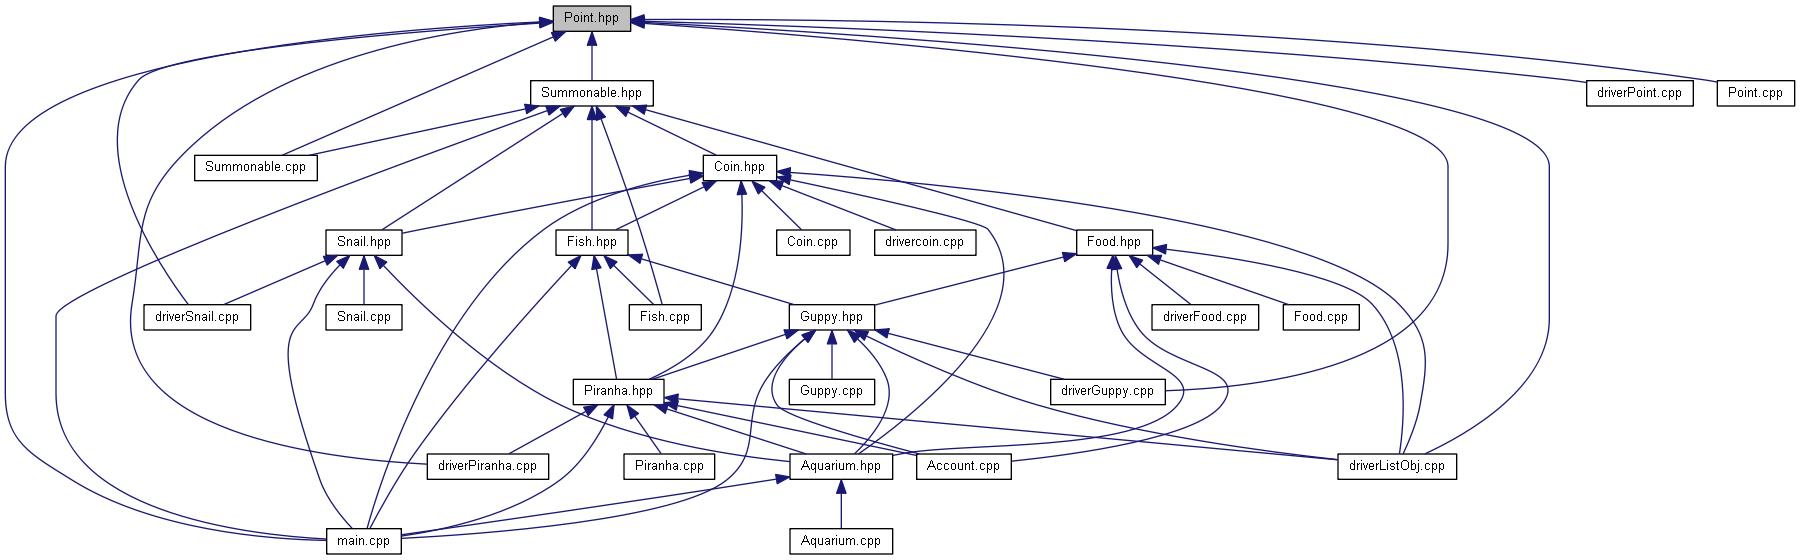 Point.hpp
Summonable.hpp
driverPoint.cpp
Point.cpp
Summonable.cpp
Coin.hpp
Snail.hpp
Fish.hpp
Coin.cpp
drivercoin.cpp
Food.hpp
driverSnail.cpp
Snail.cpp
Fish.cpp
Guppy.hpp
driverFood.cpp
Food.cpp
Piranha.hpp
Guppy.cpp
driverGuppy.cpp
driverPiranha.cpp
Piranha.cpp
Aquarium.hpp
Account.cpp
driverListObj.cpp
main.cpp
Aquarium.cpp